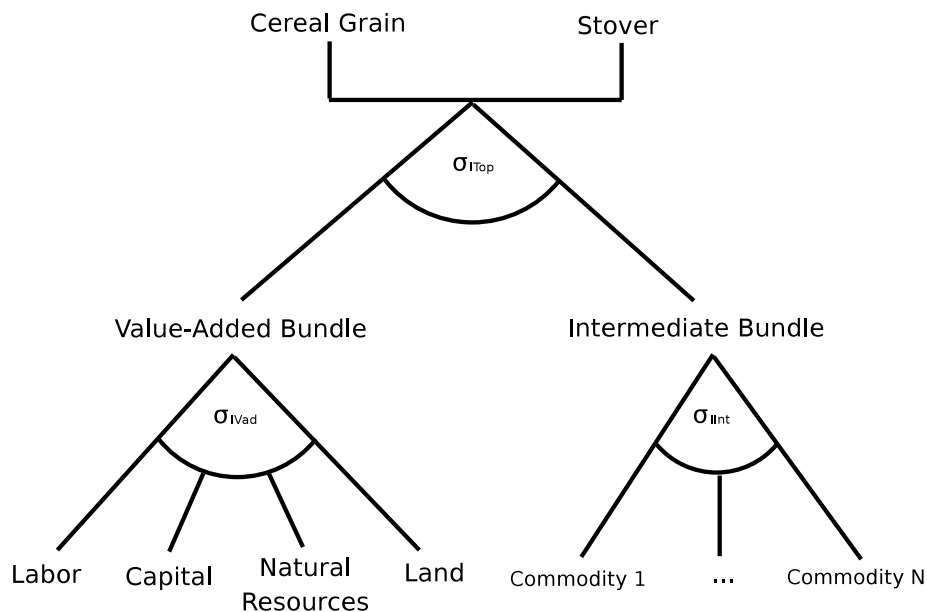 Cereal Grain
Stover
σITop
Value-Added Bundle
Intermediate Bundle
σIVad
σIInt
Labor
Capital
Natural
Resources
Land
Commodity 1
...
Commodity N